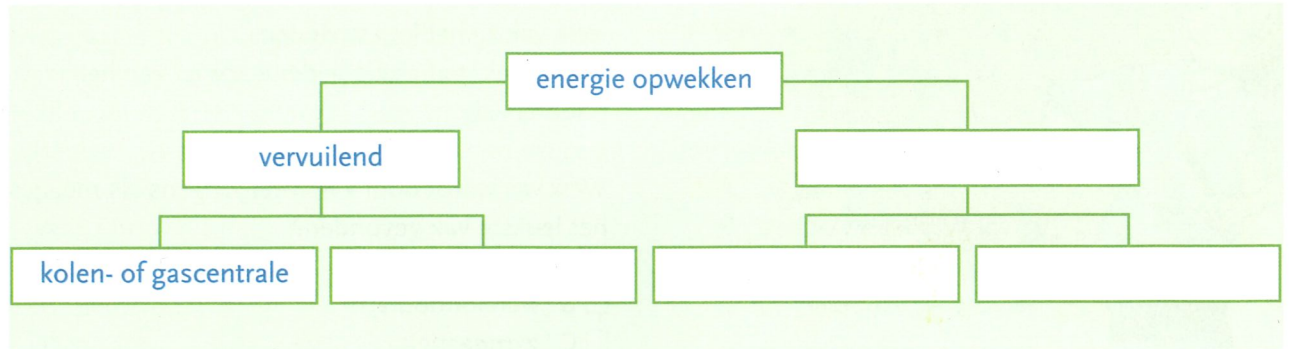 energie opwekken
vervuilend
kolen- of gascentrale